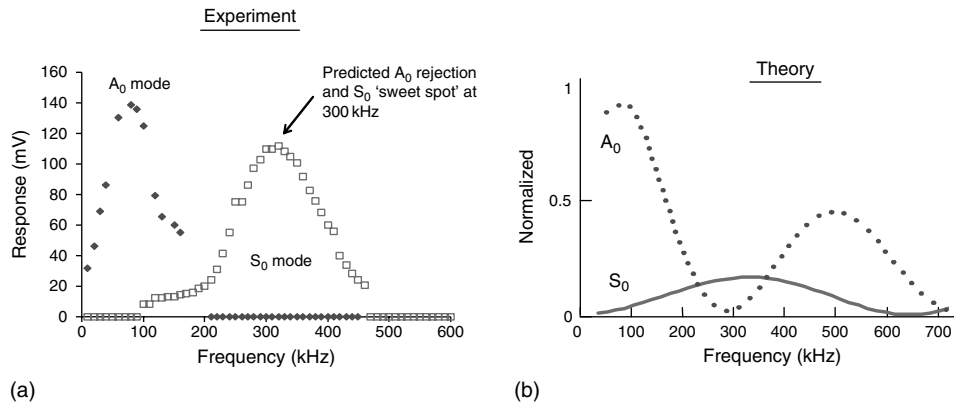 Experiment
160
140
120
100
80
60
40
20
0
Response (mV)
A₀ mode
Predicted A₀ rejection
and S₀ ‘sweet spot’ at
300 kHz
S₀ mode
0 100 200 300 400 500 600
Frequency (kHz)
(a)
Theory
1
0.5
0
Normalized
A₀
S₀
100 200 300 400 500 600 700
Frequency (kHz)
(b)